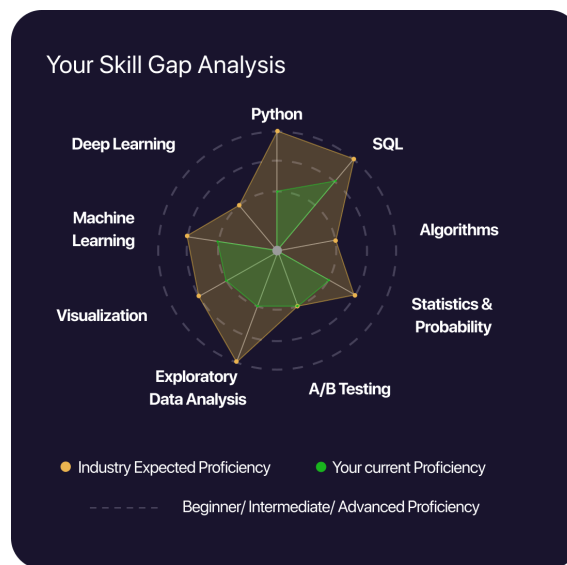 Your Skill Gap Analysis
Python
Deep Learning
SQL
Machine
Learning
Algorithms
Statistics &
Probability
Visualization
Exploratory
Data Analysis
A/B Testing
Industry Expected Proficiency
Your current Proficiency
Beginner/ Intermediate/ Advanced Proficiency